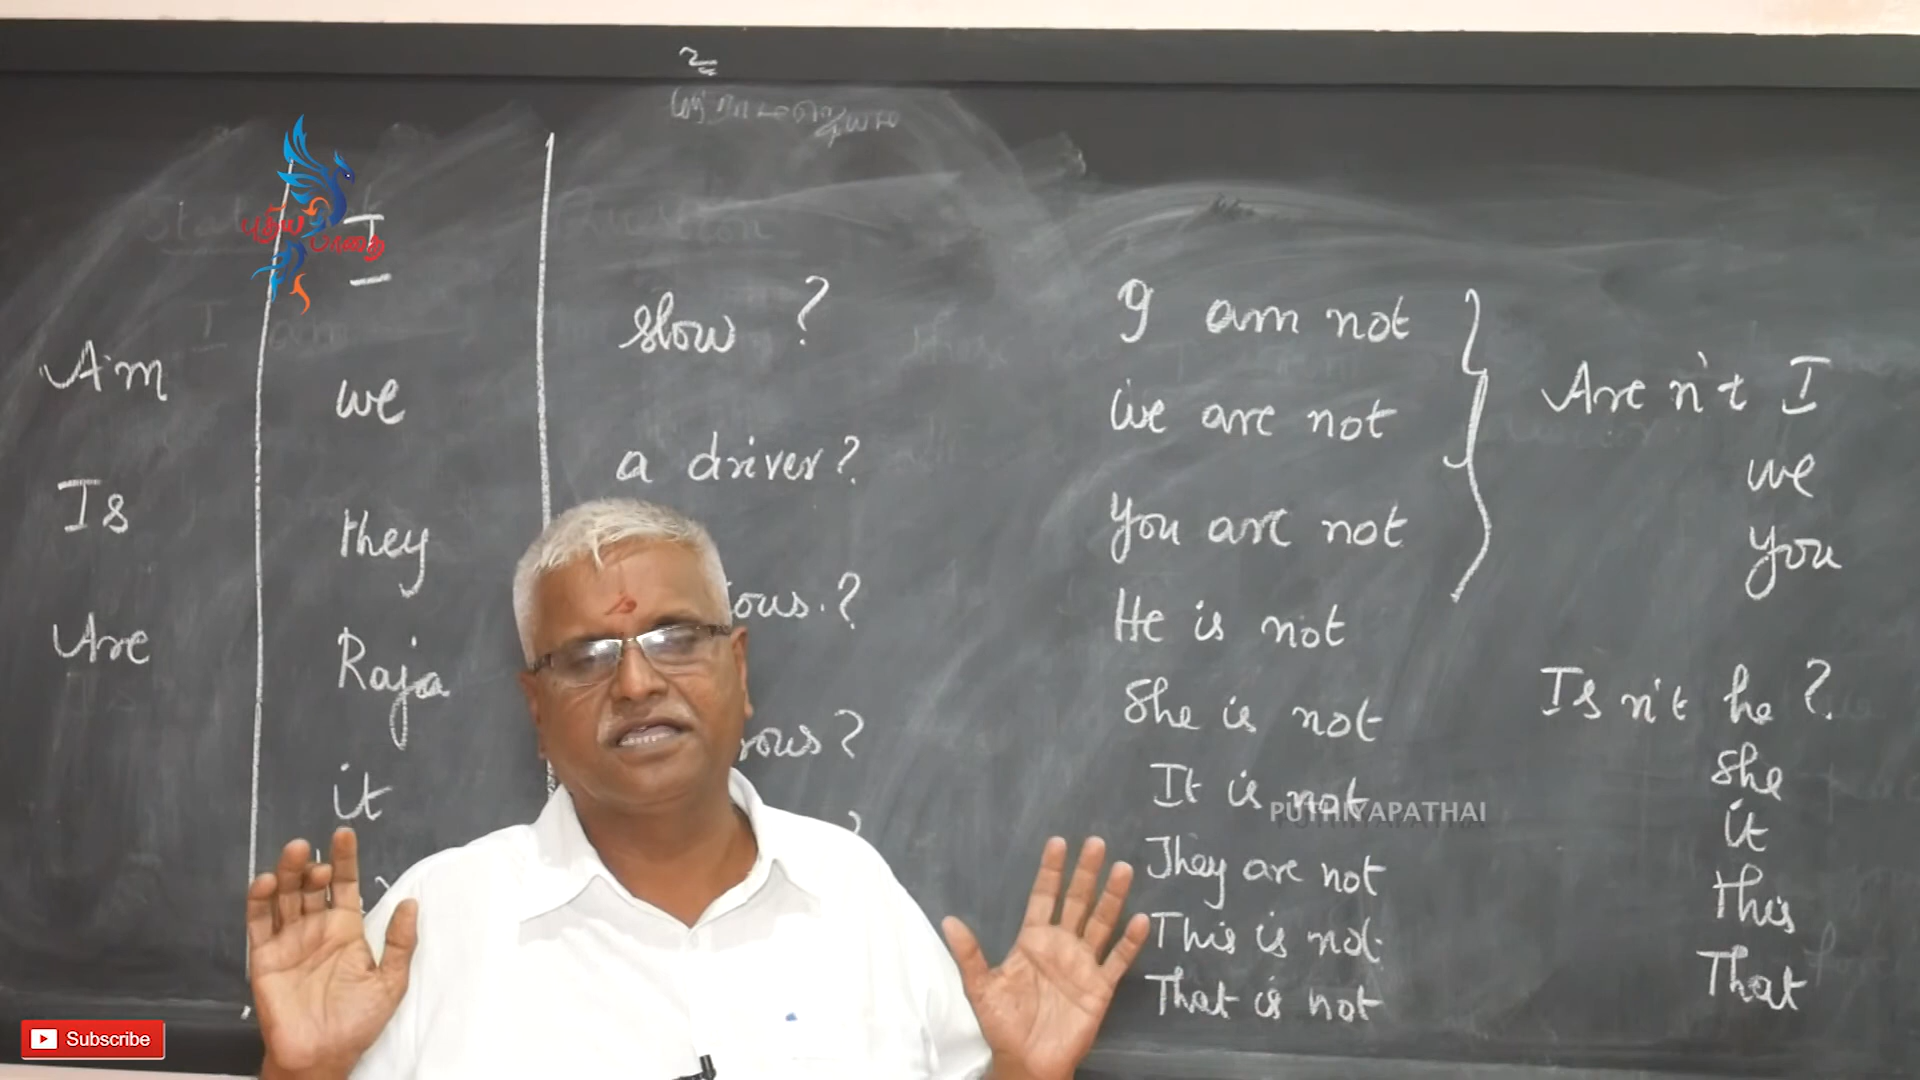 உ
புதிய
பாதை
I
Am
we
Is
they
Are
Raja
it
slow ?
a driver?
I am not
we are not
You are not
He is not
She is not
It is not
They are not
This is not
That is not
Are n't I
we
you
Is n't he ?
she
it
this
That
PUTHIYAPATHAI
Subscribe